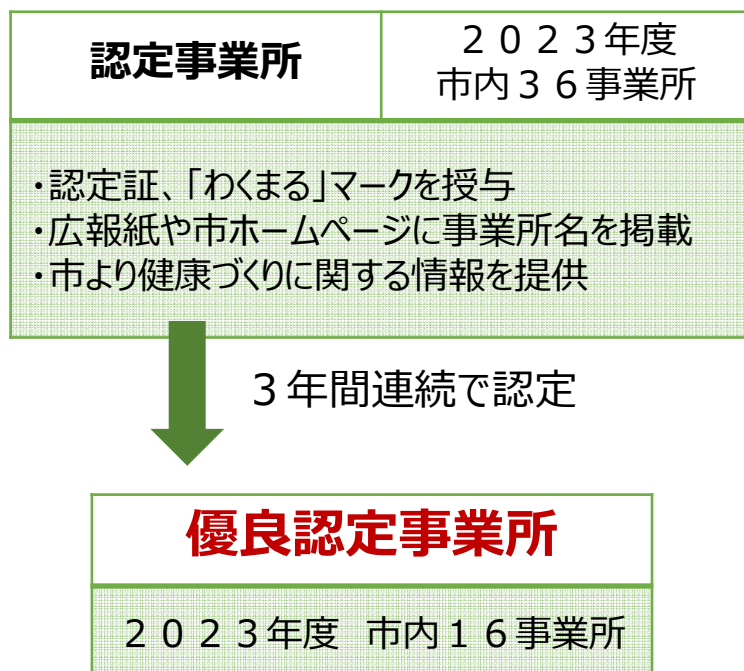 認定事業所
２０２３年度
市内３６事業所
・認定証、「わくまる」マークを授与
・広報紙や市ホームページに事業所名を掲載
・市より健康づくりに関する情報を提供
３年間連続で認定
優良認定事業所
２０２３年度 市内１６事業所